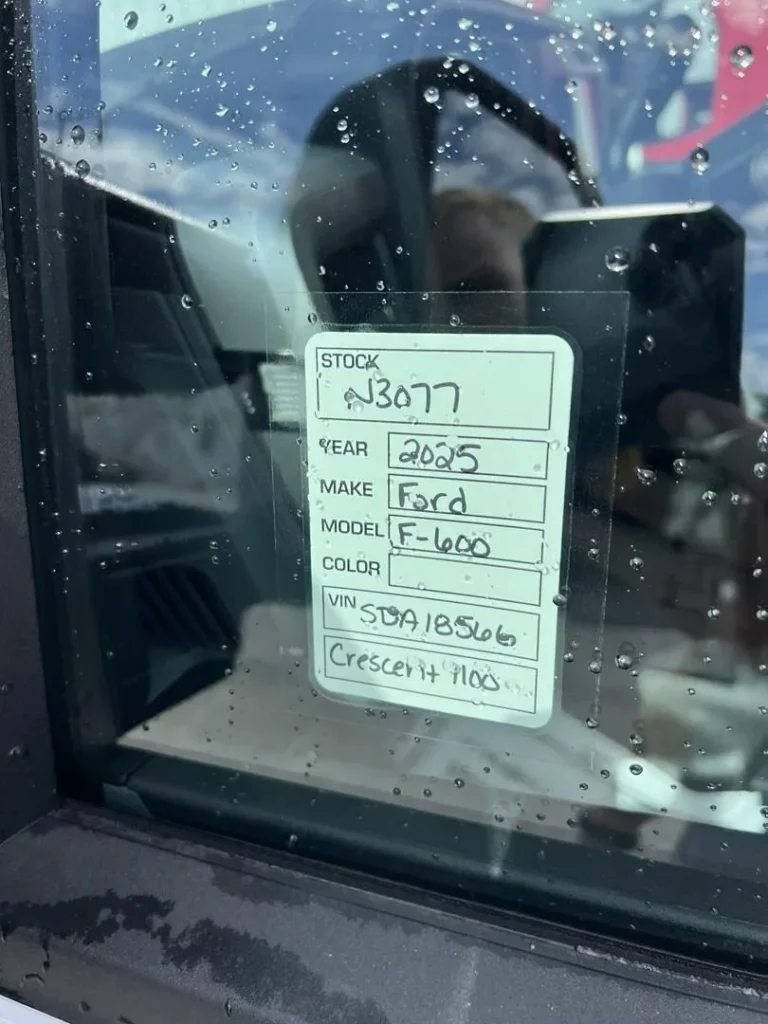 STOCK
N3077
YEAR 2025
MAKE Ford
MODEL F-600
COLOR
VIN SDA18566
Crescent 1100